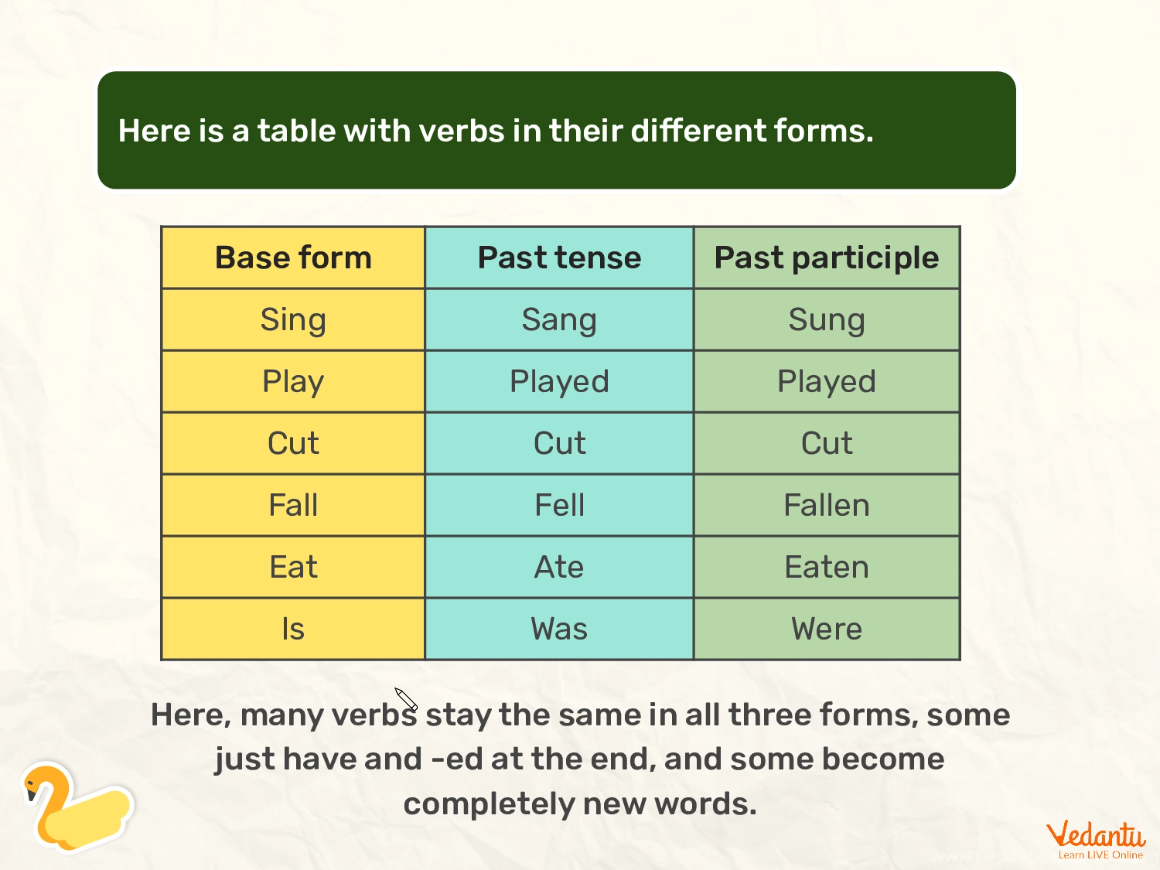 Here is a table with verbs in their different forms.
Base form Past tense Past participle
Sing Sang Sung
Play Played Played
Cut Cut Cut
Fall Fell Fallen
Eat Ate Eaten
Is Was Were
Here, many verbs stay the same in all three forms, some
just have and -ed at the end, and some become
completely new words.
Vedantu
Learn LIVE Online